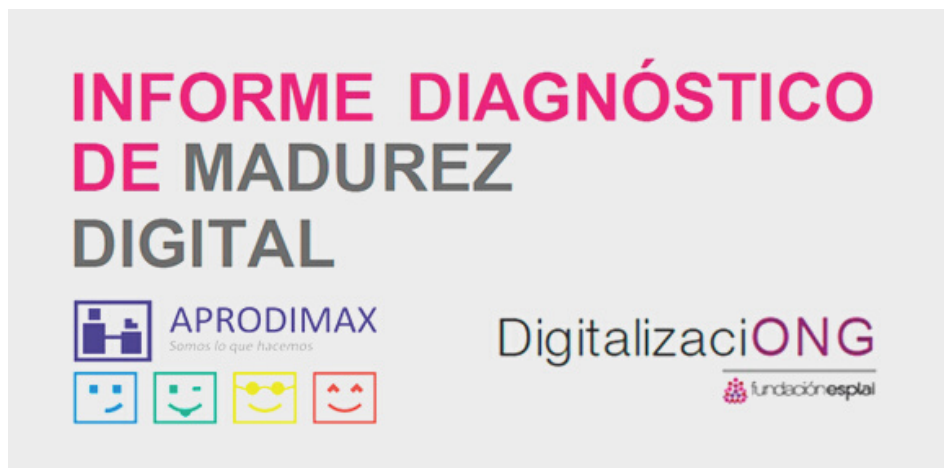 INFORME DIAGNÓSTICO
DE MADUREZ
DIGITAL
APRODIMAX
Somos lo que hacemos
DigitalizaciONG
fundaciónesplai